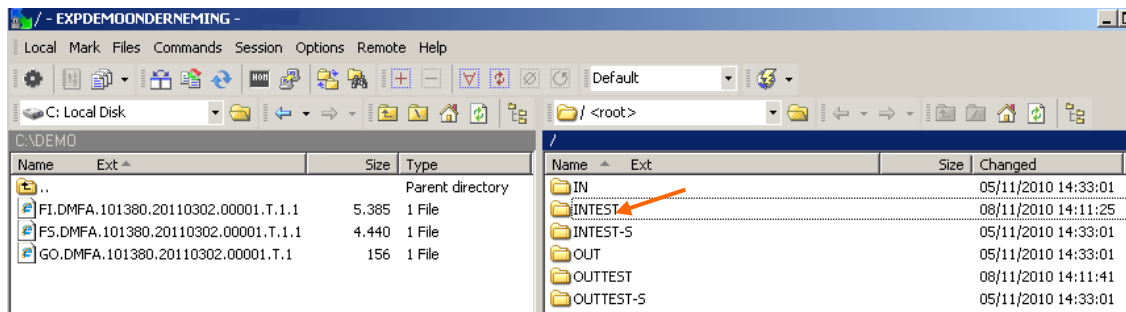 / - EXPDEMOONDERNEMING -
Local Mark Files Commands Session Options Remote Help
Default
C: Local Disk
/ <root>
C:\DEMO
/
Name Ext Size Type
Name Ext Size Changed
.. Parent directory
IN 05/11/2010 14:33:01
FI.DMFA.101380.20110302.00001.T.1.1 5.385 1 File
INTEST 08/11/2010 14:11:25
FS.DMFA.101380.20110302.00001.T.1.1 4.440 1 File
INTEST-S 05/11/2010 14:33:01
GO.DMFA.101380.20110302.00001.T.1 156 1 File
OUT 05/11/2010 14:33:01
OUTTEST 08/11/2010 14:11:41
OUTTEST-S 05/11/2010 14:33:01